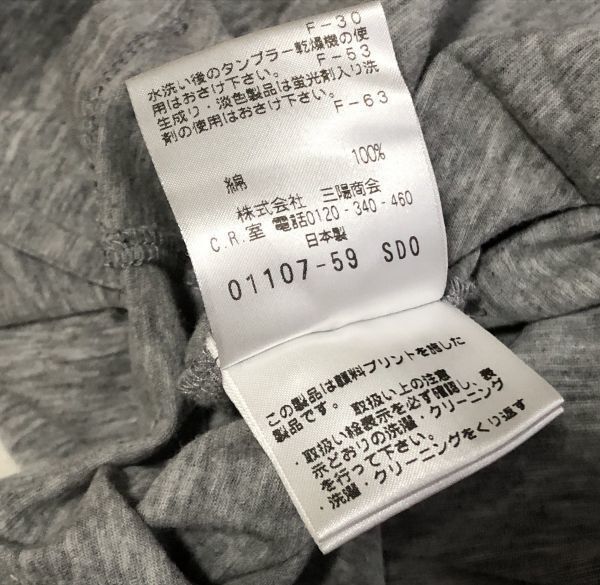 F-30
水洗い後のタンブラー乾燥機の使
用はおさけ下さい。 F-53
生成り・淡色製品は蛍光剤入り洗
剤の使用はおさけ下さい。
F-63
綿 100%
株式会社 三陽商会
C.R.室 電話0120-340-460
日本製
01107-59 SD0
この製品は顔料プリントを施した
製品です。取扱い上の注意
・取扱い絵表示を必ず確認し、表
示どおりの洗濯・クリーニング
を行って下さい。
・洗濯・クリーニングをくり返す